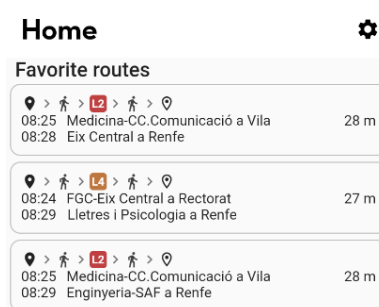 Home
Favorite routes
L2
08:25 Medicina-CC.Comunicació a Vila 28 m
08:28 Eix Central a Renfe
L4
08:24 FGC-Eix Central a Rectorat 27 m
08:29 Lletres i Psicologia a Renfe
L2
08:25 Medicina-CC.Comunicació a Vila 28 m
08:29 Enginyeria-SAF a Renfe